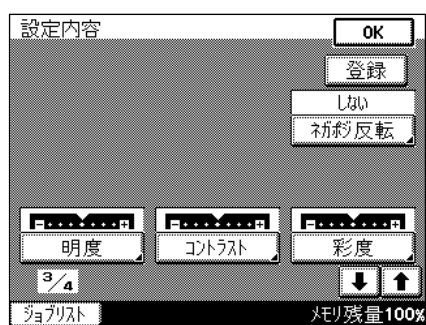 設定内容
OK
登録
しない
ネガポジ反転
明度
コントラスト
彩度
3/4
ジョブリスト
メモリ残量100%